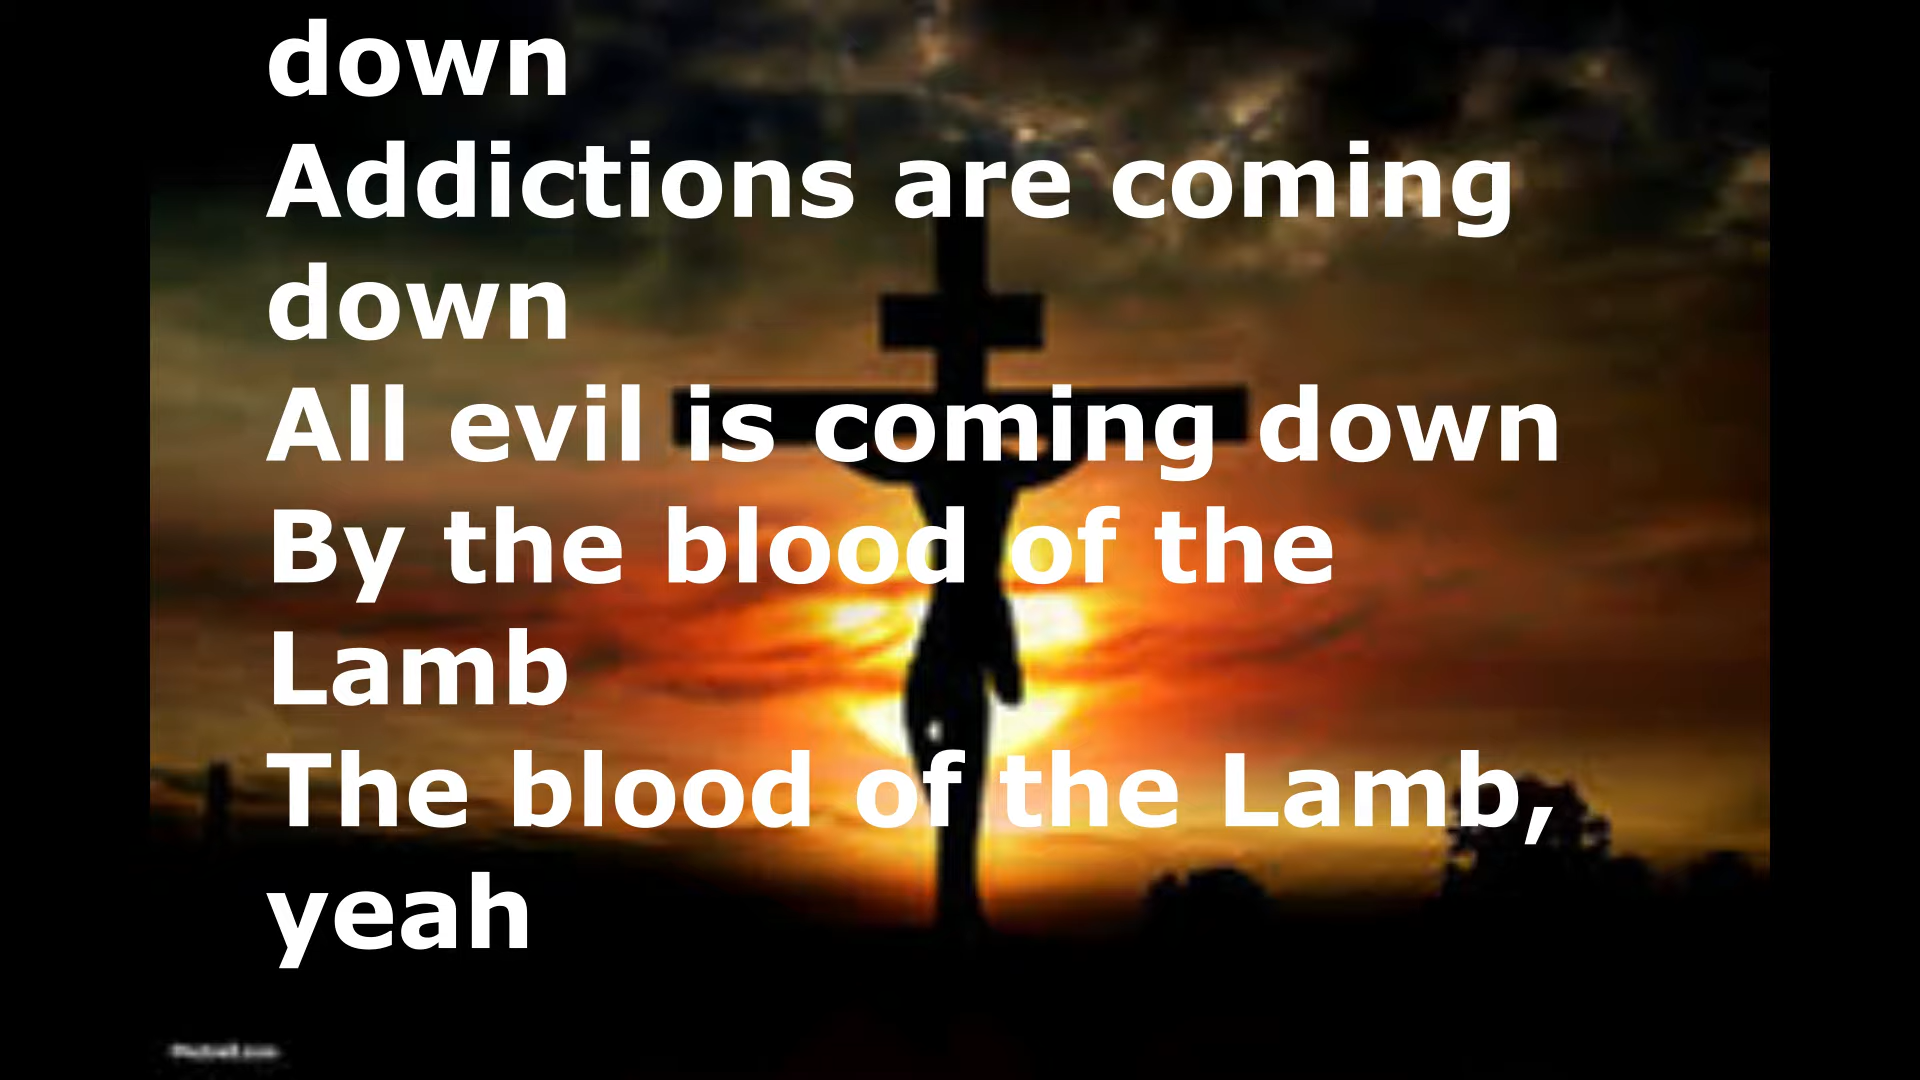 down
Addictions are coming
down
All evil is coming down
By the blood of the
Lamb
The blood of the Lamb,
yeah